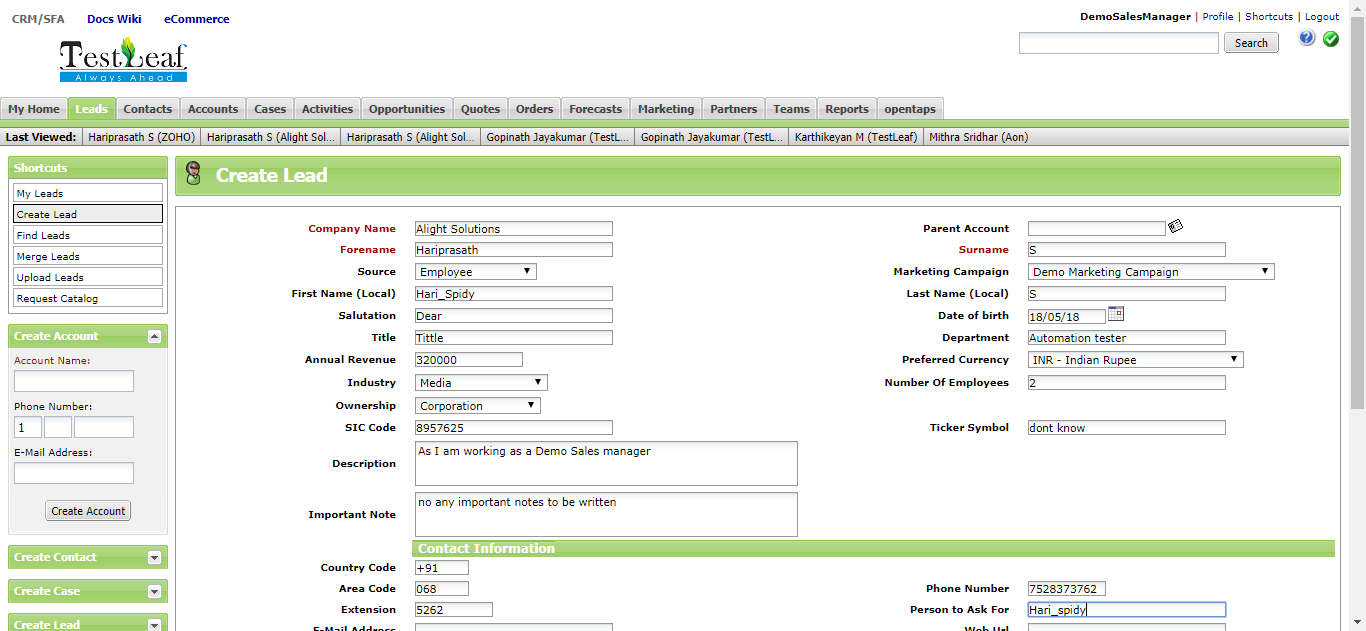 CRM/SFA Docs Wiki eCommerce
DemoSalesManager | Profile | Shortcuts | Logout
TestLeaf
Always Ahead
Search
My Home Leads Contacts Accounts Cases Activities Opportunities Quotes Orders Forecasts Marketing Partners Teams Reports opentaps
Last Viewed: Hariprasath S (ZOHO) Hariprasath S (Alight Sol... Hariprasath S (Alight Sol... Gopinath Jayakumar (TestL... Gopinath Jayakumar (TestL... Karthikeyan M (TestLeaf) Mithra Sridhar (Aon)
Shortcuts
My Leads
Create Lead
Find Leads
Merge Leads
Upload Leads
Request Catalog
Create Account
Account Name:
Phone Number:
1
E-Mail Address:
Create Account
Create Contact
Create Case
Create Lead
Create Lead
Company Name Alight Solutions Parent Account
Forename Hariprasath Surname S
Source Employee Marketing Campaign Demo Marketing Campaign
First Name (Local) Hari_Spidy Last Name (Local) S
Salutation Dear Date of birth 18/05/18
Title Tittle Department Automation tester
Annual Revenue 320000 Preferred Currency INR - Indian Rupee
Industry Media Number Of Employees 2
Ownership Corporation
SIC Code 8957625 Ticker Symbol dont know
Description As I am working as a Demo Sales manager
Important Note no any important notes to be written
Contact Information
Country Code +91
Area Code 068 Phone Number 7528373762
Extension 5262 Person to Ask For Hari_spidy
E-Mail Address Web Url